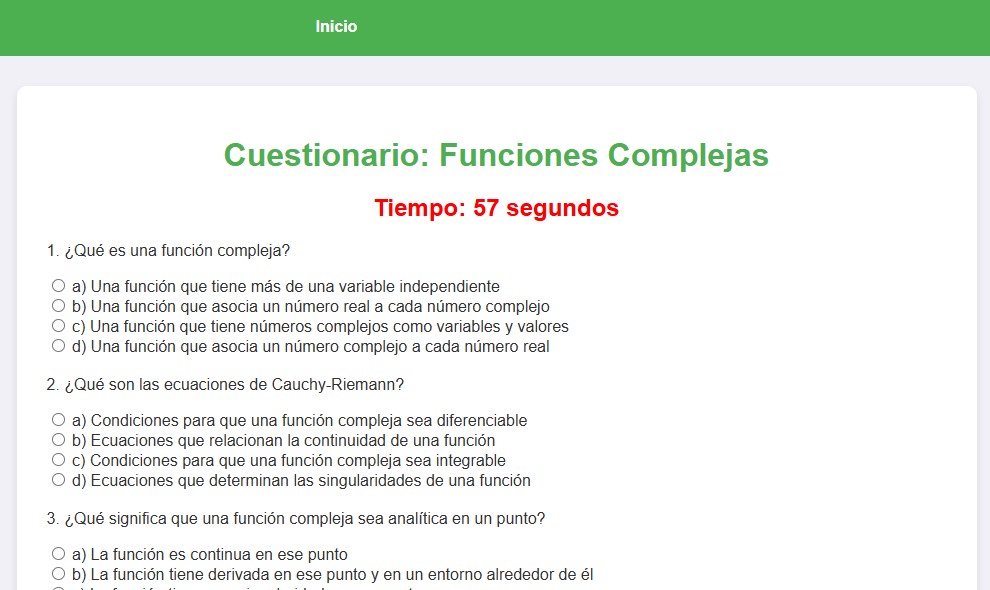 Inicio
Cuestionario: Funciones Complejas
Tiempo: 57 segundos
1. ¿Qué es una función compleja?
a) Una función que tiene más de una variable independiente
b) Una función que asocia un número real a cada número complejo
c) Una función que tiene números complejos como variables y valores
d) Una función que asocia un número complejo a cada número real
2. ¿Qué son las ecuaciones de Cauchy-Riemann?
a) Condiciones para que una función compleja sea diferenciable
b) Ecuaciones que relacionan la continuidad de una función
c) Condiciones para que una función compleja sea integrable
d) Ecuaciones que determinan las singularidades de una función
3. ¿Qué significa que una función compleja sea analítica en un punto?
a) La función es continua en ese punto
b) La función tiene derivada en ese punto y en un entorno alrededor de él